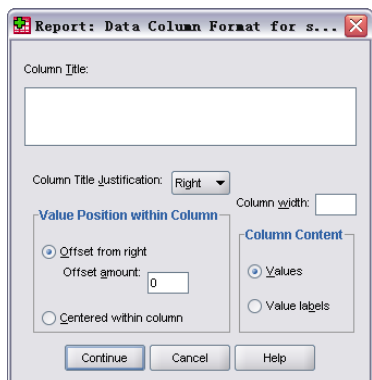 Report: Data Column Format for s...
Column Title:
Column Title Justification: Right
Column width:
Value Position within Column
Offset from right
Offset amount: 0
Centered within column
Column Content
Values
Value labels
Continue Cancel Help